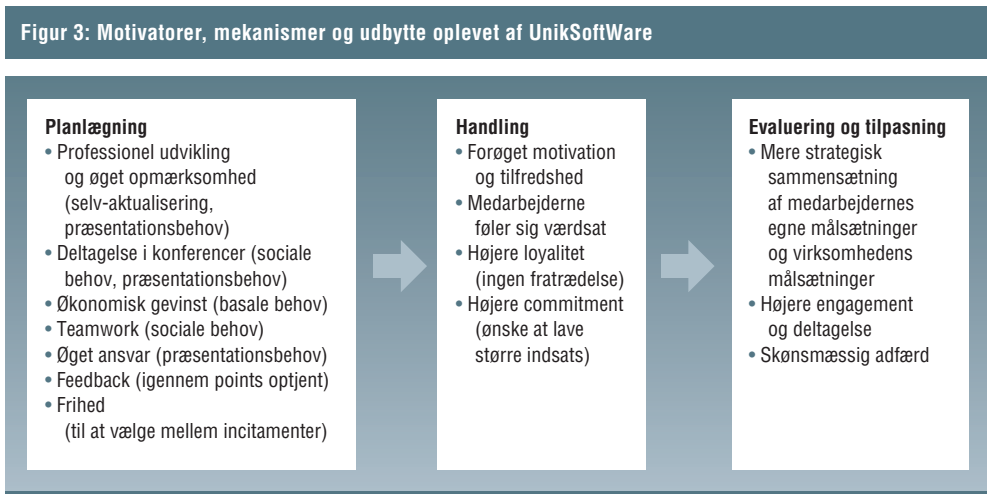 Figur 3: Motivatorer, mekanismer og udbytte oplevet af UnikSoftWare
Planlægning
• Professionel udvikling
og øget opmærksomhed
(selv-aktualisering,
præsentationsbehov)
• Deltagelse i konferencer (sociale
behov, præsentationsbehov)
• Økonomisk gevinst (basale behov)
• Teamwork (sociale behov)
• Øget ansvar (præsentationsbehov)
• Feedback (igennem points optjent)
• Frihed
(til at vælge mellem incitamenter)
Handling
• Forøget motivation
og tilfredshed
• Medarbejderne
føler sig værdsat
• Højere loyalitet
(ingen fratrædelse)
• Højere commitment
(ønske at lave
større indsats)
Evaluering og tilpasning
• Mere strategisk
sammensætning
af medarbejdernes
egne målsætninger
og virksomhedens
målsætninger
• Højere engagement
og deltagelse
• Skønsmæssig adfærd